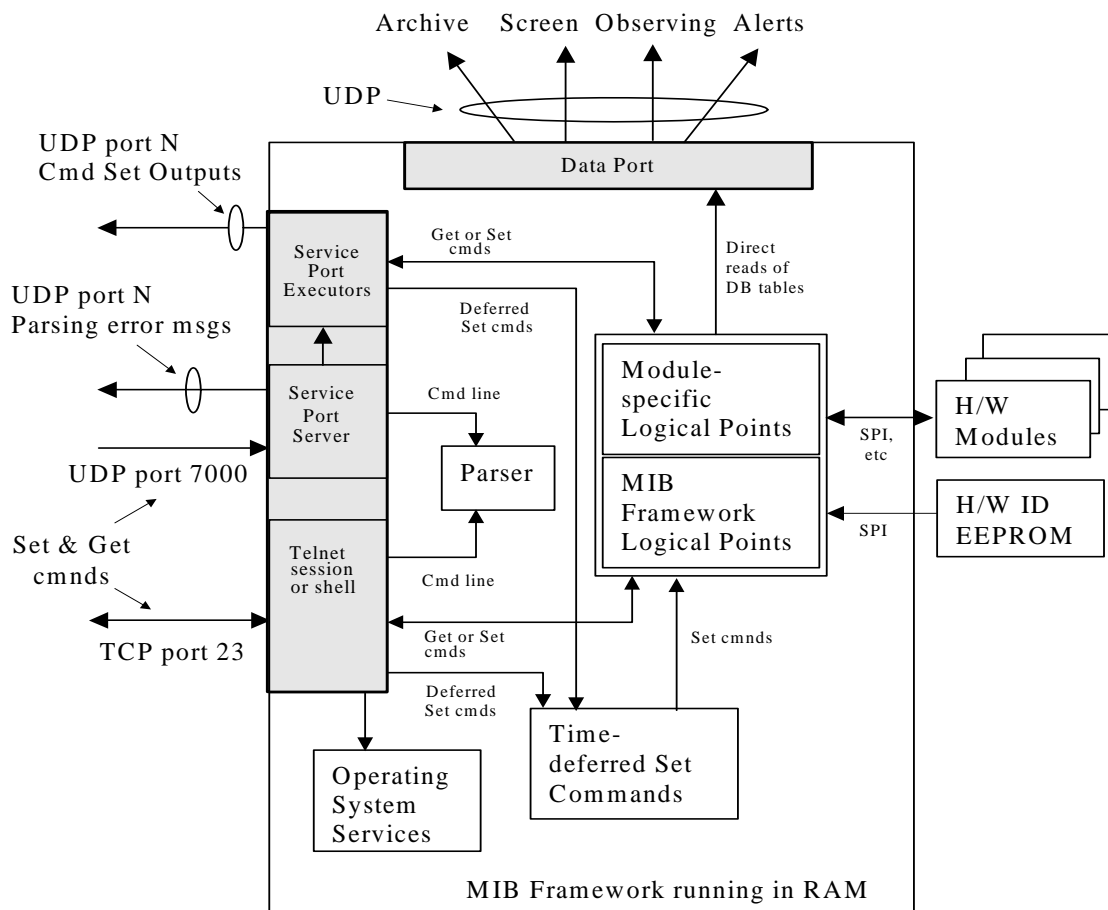 Archive Screen Observing Alerts
UDP
UDP port N
Cmd Set Outputs
Data Port
Service
Port
Executors
Get or Set
cmds
Direct
reads of
DB tables
UDP port N
Parsing error msgs
Deferred
Set cmds
Service
Port
Server
Cmd line
Module-
specific
Logical Points
SPI,
etc
H/W
Modules
UDP port 7000
Parser
MIB
Framework
Logical Points
SPI
H/W ID
EEPROM
Set & Get
cmnds
Telnet
session
or shell
Cmd line
TCP port 23
Get or Set
cmds
Set cmnds
Deferred
Set cmds
Time-
deferred Set
Commands
Operating
System
Services
MIB Framework running in RAM